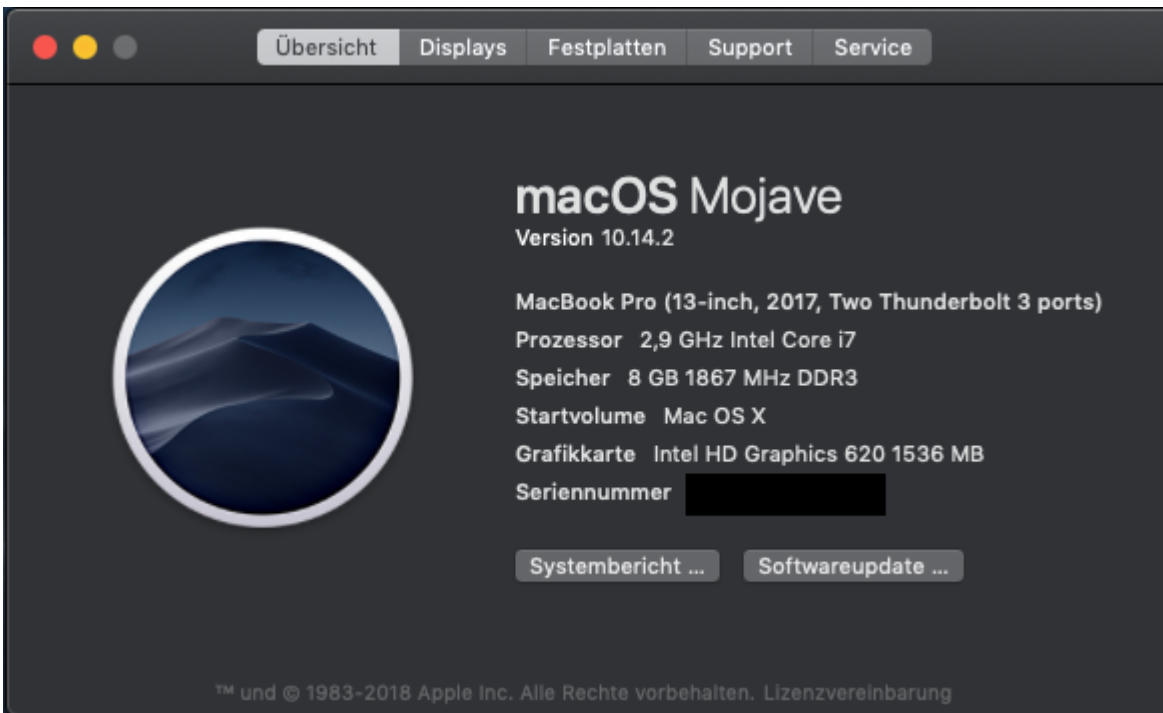 Übersicht Displays Festplatten Support Service
macOS Mojave
Version 10.14.2
MacBook Pro (13-inch, 2017, Two Thunderbolt 3 ports)
Prozessor 2,9 GHz Intel Core i7
Speicher 8 GB 1867 MHz DDR3
Startvolume Mac OS X
Grafikkarte Intel HD Graphics 620 1536 MB
Seriennummer
Systembericht ... Softwareupdate ...
™ und © 1983-2018 Apple Inc. Alle Rechte vorbehalten. Lizenzvereinbarung